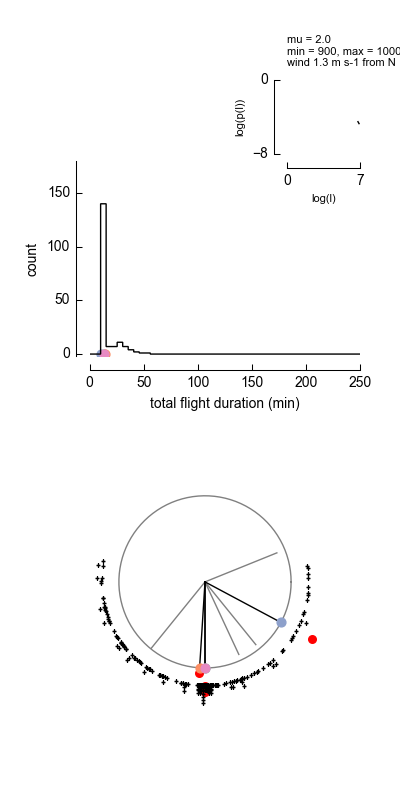 mu = 2.0
min = 900, max = 1000
wind 1.3 m s-1 from N
0
log(p(l))
−8
0
7
log(l)
150
count
100
50
0
0
50
100
150
200
250
total flight duration (min)